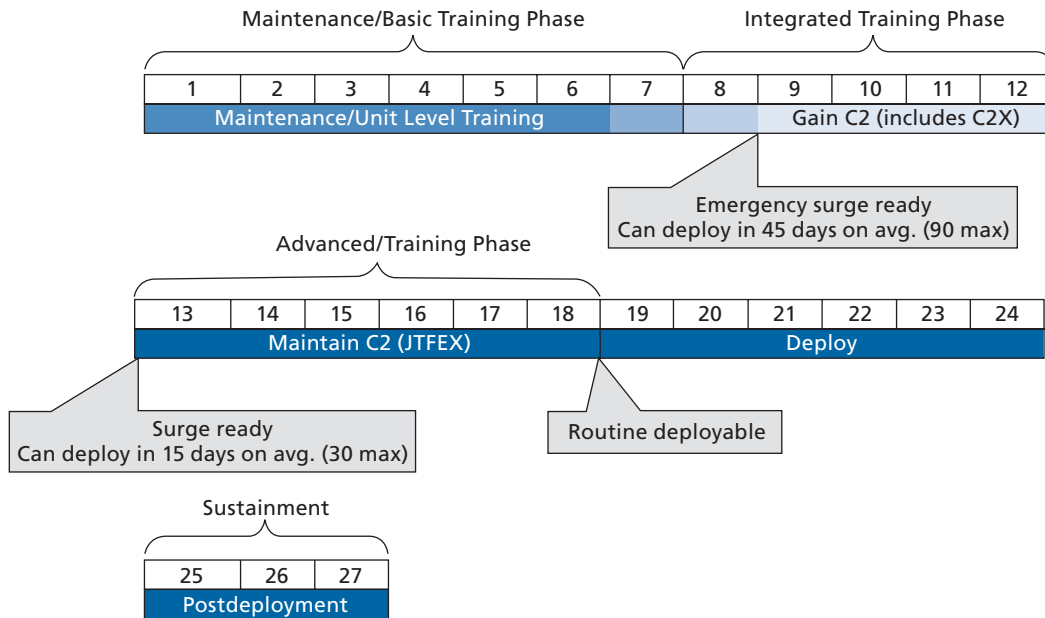 Maintenance/Basic Training Phase
Integrated Training Phase
1 2 3 4 5 6 7 8 9 10 11 12
Maintenance/Unit Level Training
Gain C2 (includes C2X)
Emergency surge ready
Can deploy in 45 days on avg. (90 max)
Advanced/Training Phase
13 14 15 16 17 18 19 20 21 22 23 24
Maintain C2 (JTFEX)
Deploy
Surge ready
Can deploy in 15 days on avg. (30 max)
Routine deployable
Sustainment
25 26 27
Postdeployment